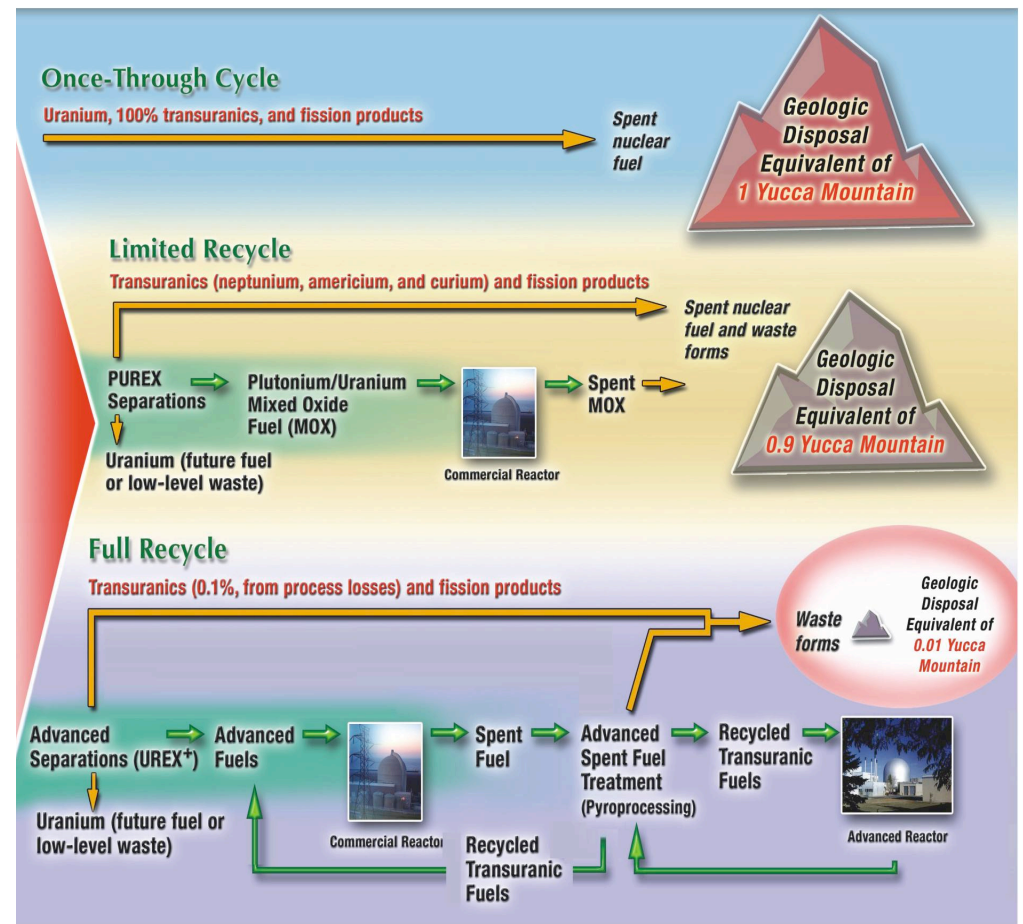 Once-Through Cycle
Uranium, 100% transuranics, and fission products
Spent
nuclear
fuel
Geologic
Disposal
Equivalent of
1 Yucca Mountain
Limited Recycle
Transuranics (neptunium, americium, and curium) and fission products
Spent nuclear
fuel and waste
forms
PUREX
Separations
Plutonium/Uranium
Mixed Oxide
Fuel (MOX)
Commercial Reactor
Spent
MOX
Uranium (future fuel
or low-level waste)
Geologic
Disposal
Equivalent of
0.9 Yucca Mountain
Full Recycle
Transuranics (0.1%, from process losses) and fission products
Waste
forms
Geologic
Disposal
Equivalent of
0.01 Yucca
Mountain
Advanced
Separations (UREX+)
Advanced
Fuels
Commercial Reactor
Spent
Fuel
Advanced
Spent Fuel
Treatment
(Pyroprocessing)
Recycled
Transuranic
Fuels
Advanced Reactor
Uranium (future fuel or
low-level waste)
Recycled
Transuranic
Fuels